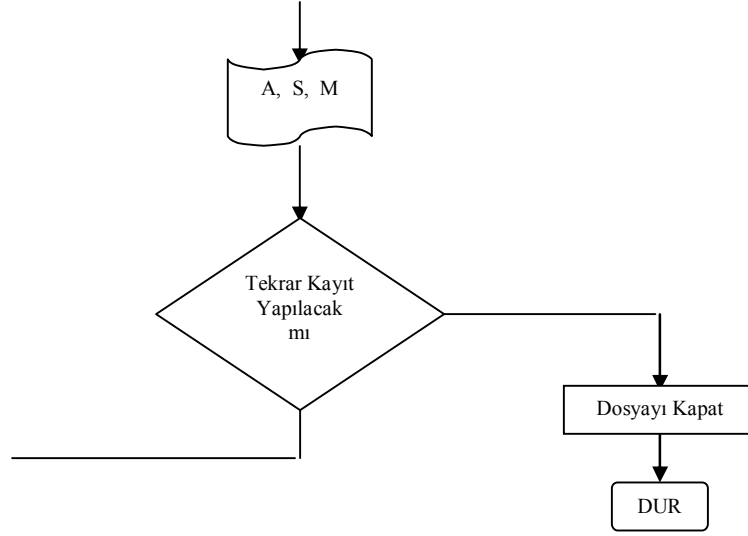 A, S, M
Tekrar Kayıt
Yapılacak
mı
Dosyayı Kapat
DUR